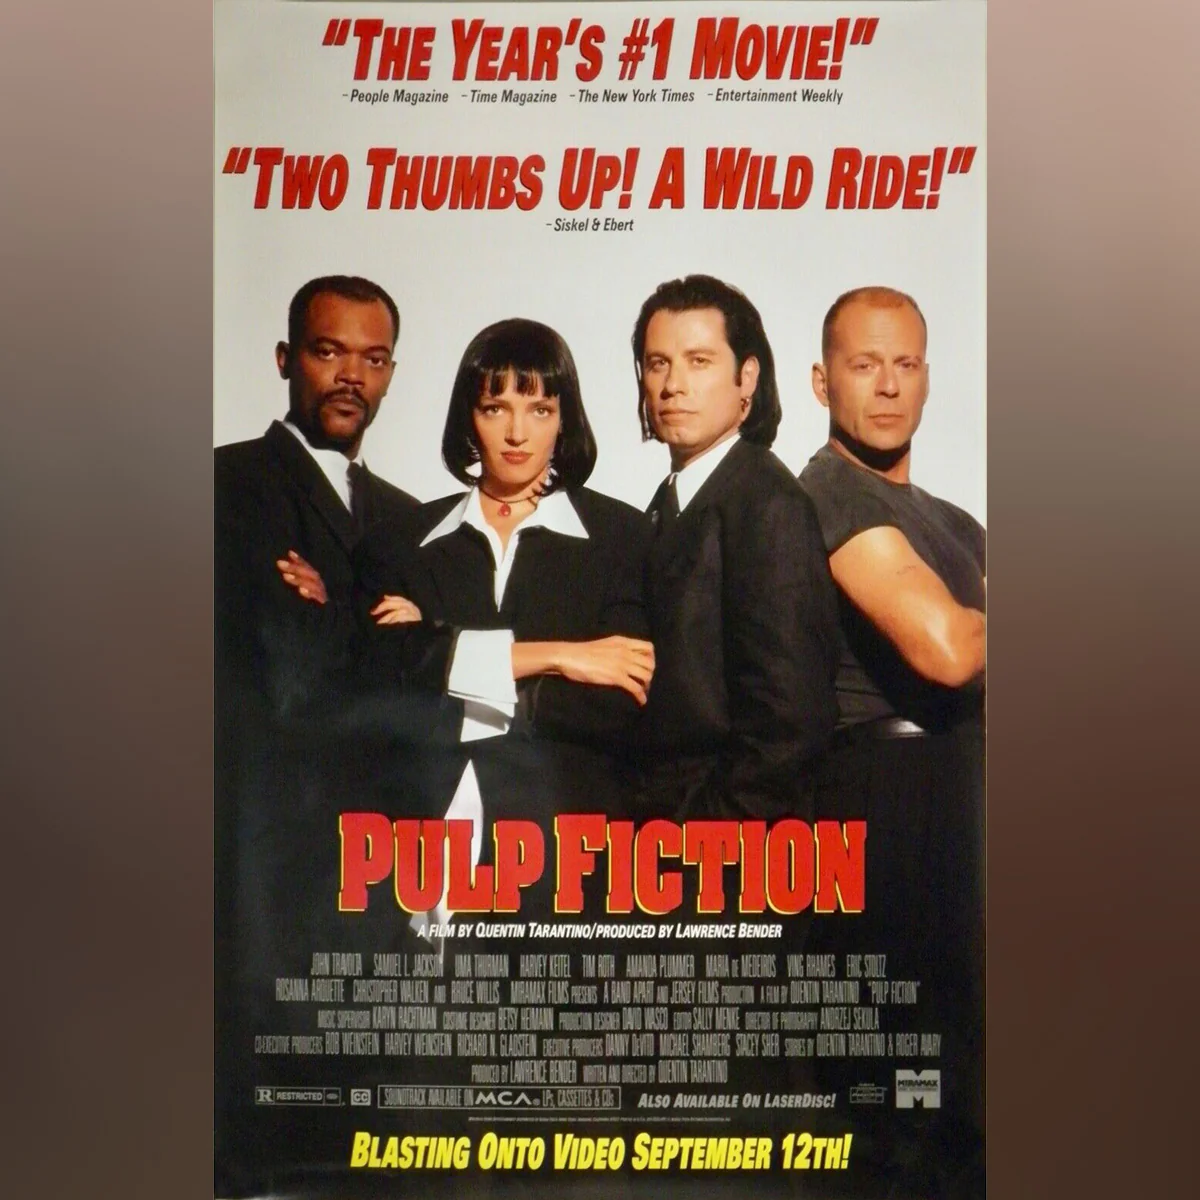 "THE YEAR'S #1 MOVIE!"
-People Magazine -Time Magazine -The New York Times -Entertainment Weekly
"TWO THUMBS UP! A WILD RIDE!"
-Siskel & Ebert
PULP FICTION
A FILM BY QUENTIN TARANTINO/PRODUCED BY LAWRENCE BENDER
JOHN TRAVOLTA SAMUEL L. JACKSON UMA THURMAN HARVEY KEITEL TIM ROTH AMANDA PLUMMER MARIA de MEDEIROS VING RHAMES ERIC STOLTZ
ROSANNA ARQUETTE CHRISTOPHER WALKEN AND BRUCE WILLIS MIRAMAX FILMS PRESENTS A BAND APART AND JERSEY FILMS PRODUCTION A FILM BY QUENTIN TARANTINO "PULP FICTION"
MUSIC SUPERVISOR KARYN RACHTMAN COSTUME DESIGNER BETSY HEIMANN PRODUCTION DESIGNER DAVID WASCO EDITOR SALLY MENKE DIRECTOR OF PHOTOGRAPHY ANDRZEJ SEKULA
CO-EXECUTIVE PRODUCERS BOB WEINSTEIN HARVEY WEINSTEIN RICHARD N. GLADSTEIN EXECUTIVE PRODUCERS DANNY DeVITO MICHAEL SHAMBERG STACEY SHER STORIES BY QUENTIN TARANTINO & ROGER AVARY
PRODUCED BY LAWRENCE BENDER WRITTEN AND DIRECTED BY QUENTIN TARANTINO
R RESTRICTED CC SOUNDTRACK AVAILABLE ON MCA LPs, CASSETTES & CDs ALSO AVAILABLE ON LASERDISC! MIRAMAX
BLASTING ONTO VIDEO SEPTEMBER 12TH!